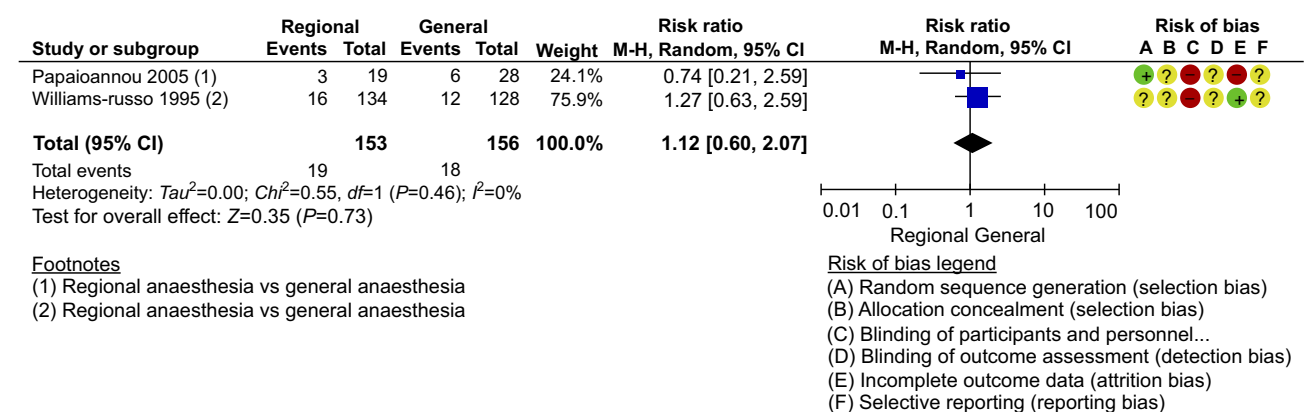 Regional General Risk ratio Risk ratio Risk of bias
Study or subgroup Events Total Events Total Weight M-H, Random, 95% CI M-H, Random, 95% CI A B C D E F
Papaioannou 2005 (1) 3 19 6 28 24.1% 0.74 [0.21, 2.59] + ? – ? – ?
Williams-russo 1995 (2) 16 134 12 128 75.9% 1.27 [0.63, 2.59] ? ? – ? + ?
Total (95% CI) 153 156 100.0% 1.12 [0.60, 2.07]
Total events 19 18
Heterogeneity: Tau²=0.00; Chi²=0.55, df=1 (P=0.46); I²=0%
Test for overall effect: Z=0.35 (P=0.73)
0.01 0.1 1 10 100
Regional General
Footnotes
(1) Regional anaesthesia vs general anaesthesia
(2) Regional anaesthesia vs general anaesthesia
Risk of bias legend
(A) Random sequence generation (selection bias)
(B) Allocation concealment (selection bias)
(C) Blinding of participants and personnel...
(D) Blinding of outcome assessment (detection bias)
(E) Incomplete outcome data (attrition bias)
(F) Selective reporting (reporting bias)